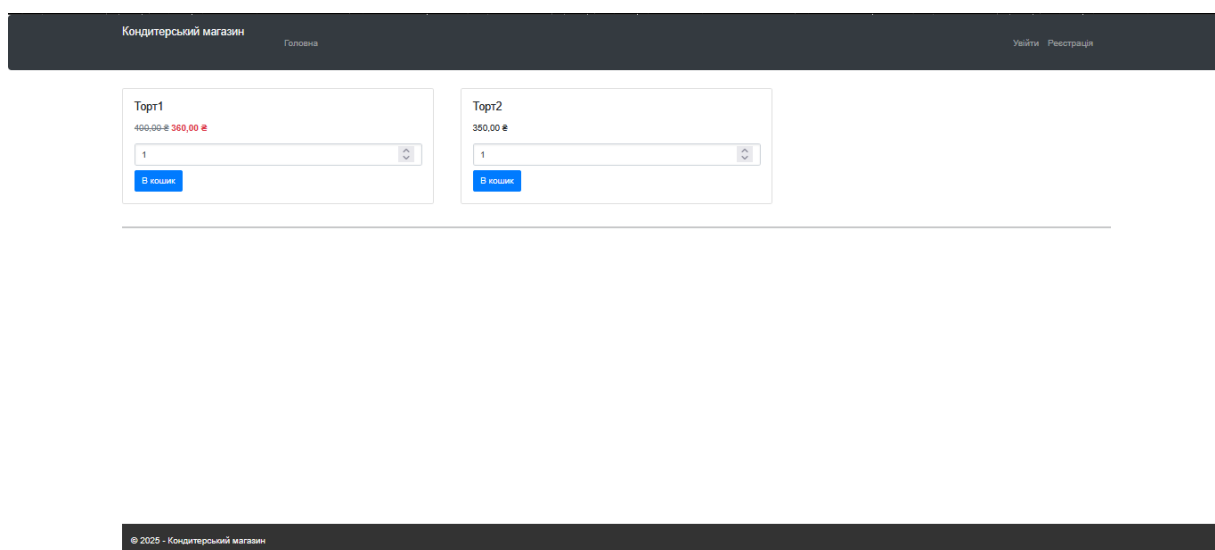 Кондитерський магазин
Головна
Увійти Реєстрація
Торт1
400,00 ₴ 360,00 ₴
1
В кошик
Торт2
350,00 ₴
1
В кошик
© 2025 - Кондитерський магазин